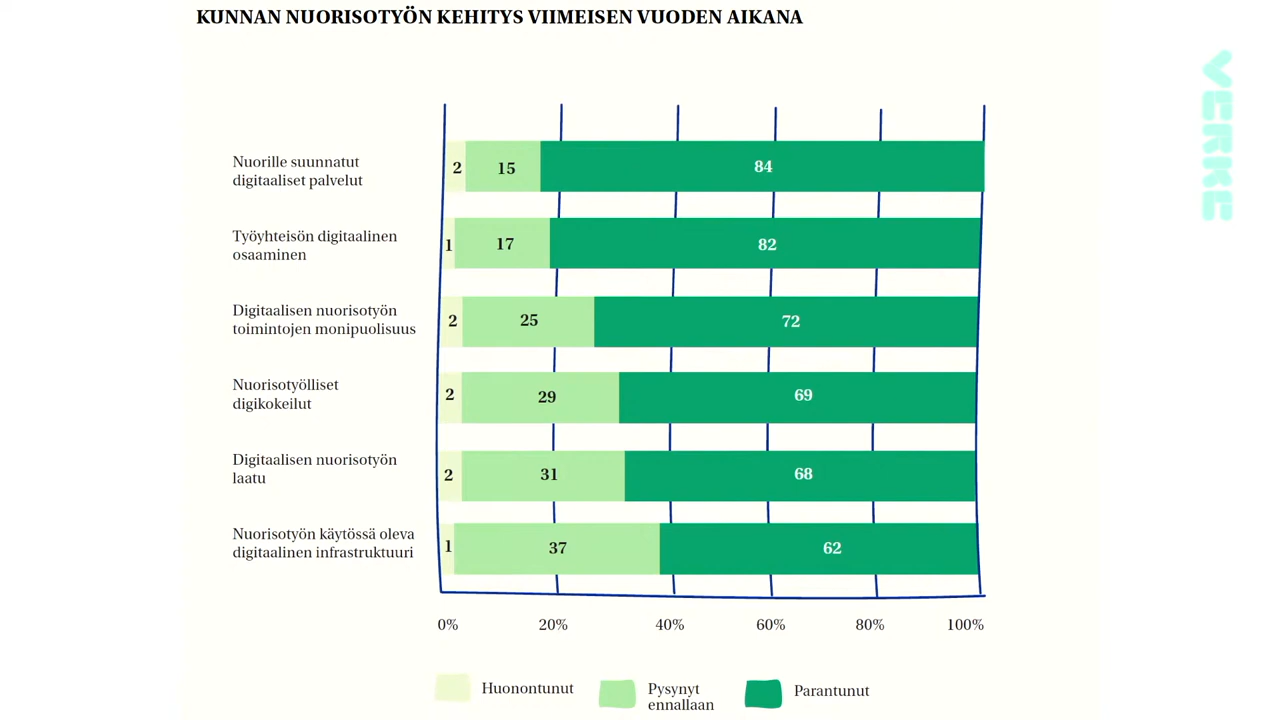 KUNNAN NUORISOTYÖN KEHITYS VIIMEISEN VUODEN AIKANA
VERKE
Nuorille suunnatut
digitaaliset palvelut
2 15 84
Työyhteisön digitaalinen
osaaminen
1 17 82
Digitaalisen nuorisotyön
toimintojen monipuolisuus
2 25 72
Nuorisotyölliset
digikokeilut
2 29 69
Digitaalisen nuorisotyön
laatu
2 31 68
Nuorisotyön käytössä oleva
digitaalinen infrastruktuuri
1 37 62
0% 20% 40% 60% 80% 100%
Huonontunut
Pysynyt
ennallaan
Parantunut